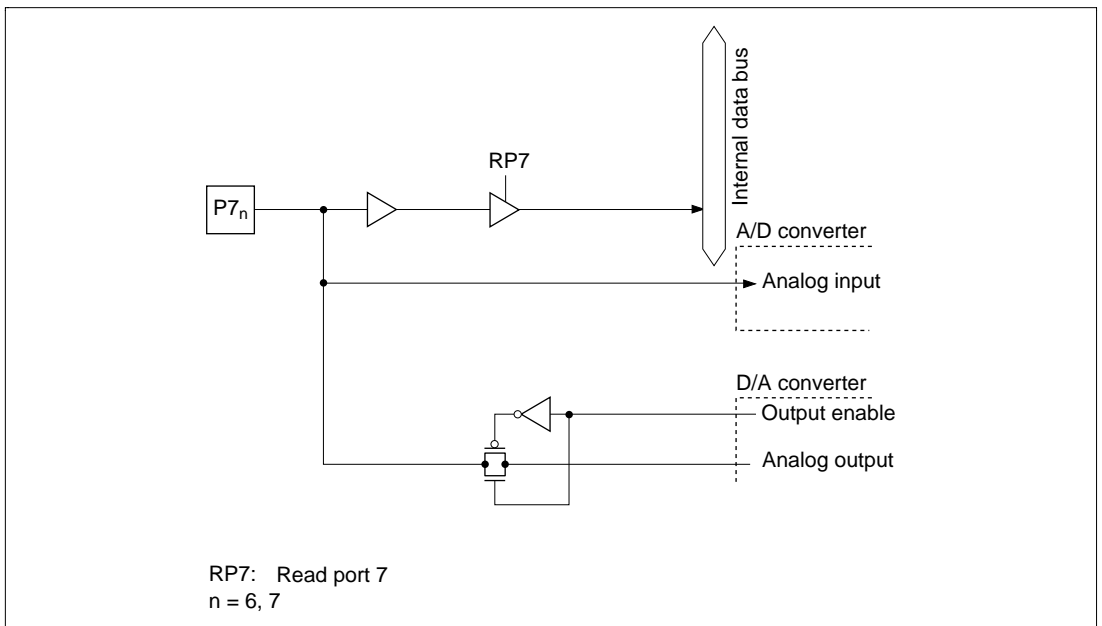 Internal data bus
RP7
P7n
A/D converter
Analog input
D/A converter
Output enable
Analog output
RP7: Read port 7
n = 6, 7